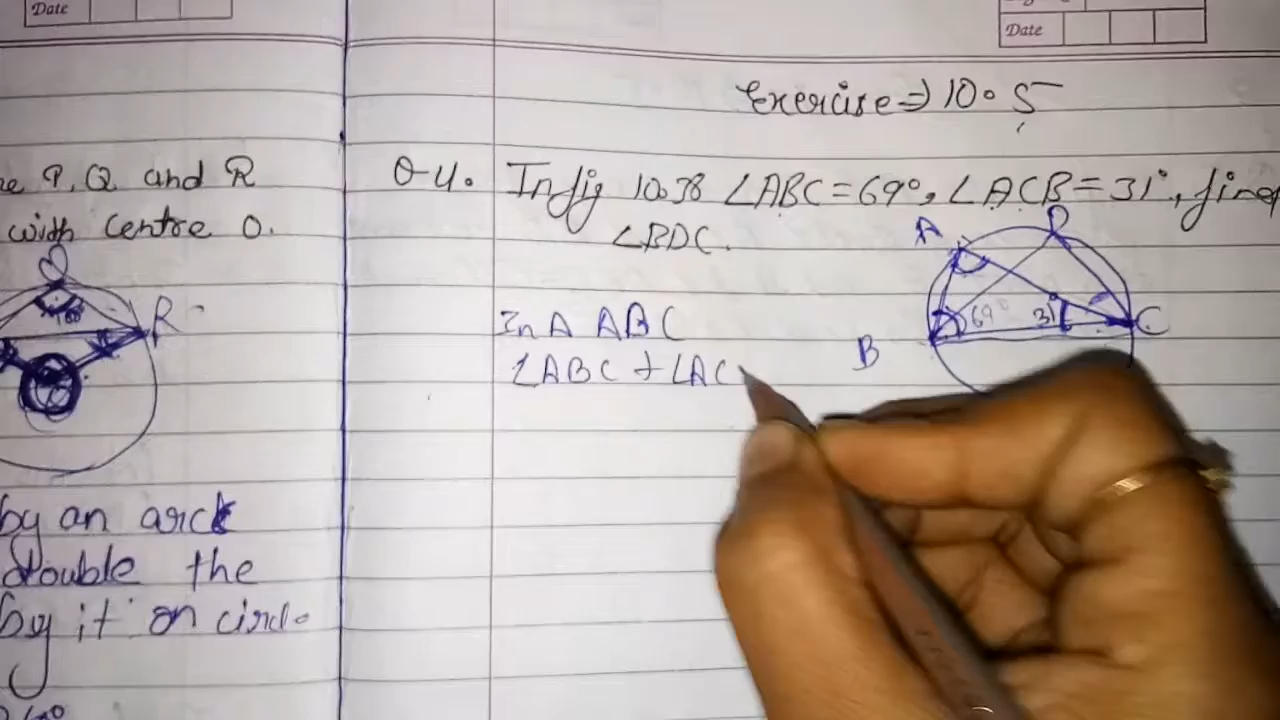 Date
Date
Exercise ⇒ 10.5
Q-4. In fig 10.38 ∠ABC = 69°, ∠ACB = 31°, find
∠BDC.
A
D
69°
31°
C
B
In Δ ABC
∠ABC + ∠AC
P, Q and R
with centre O.
Q
R
by an arc
double the
by it on circle